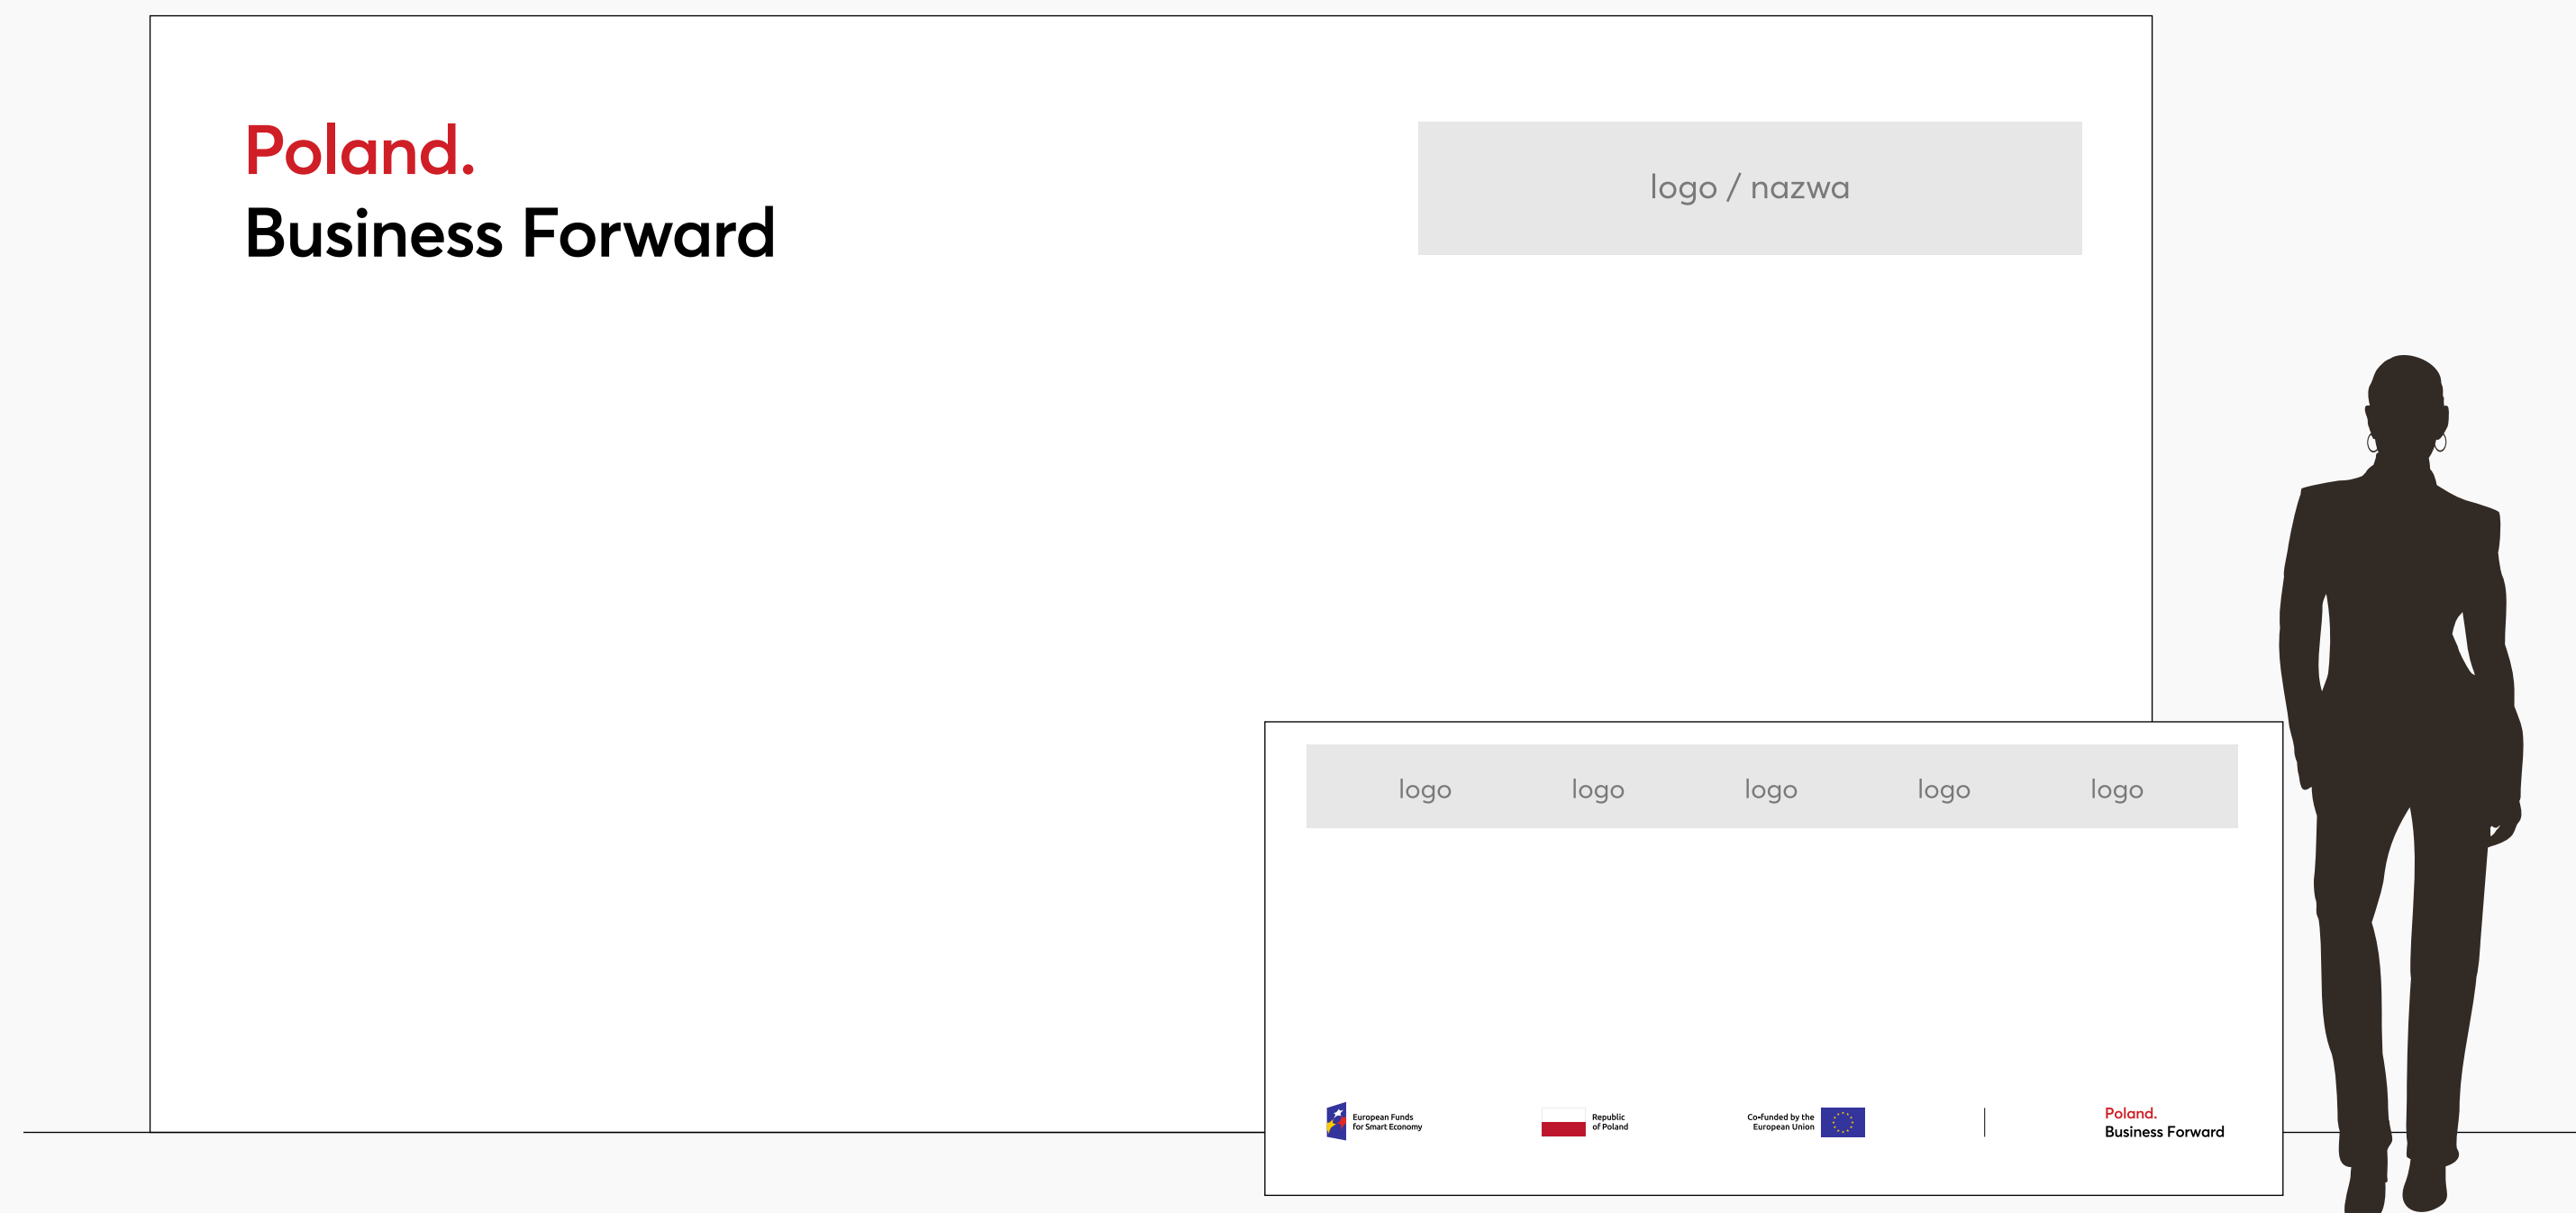 Poland.
Business Forward
logo / nazwa
logo logo logo logo logo
European Funds
for Smart Economy
Republic
of Poland
Co-funded by the
European Union
Poland.
Business Forward